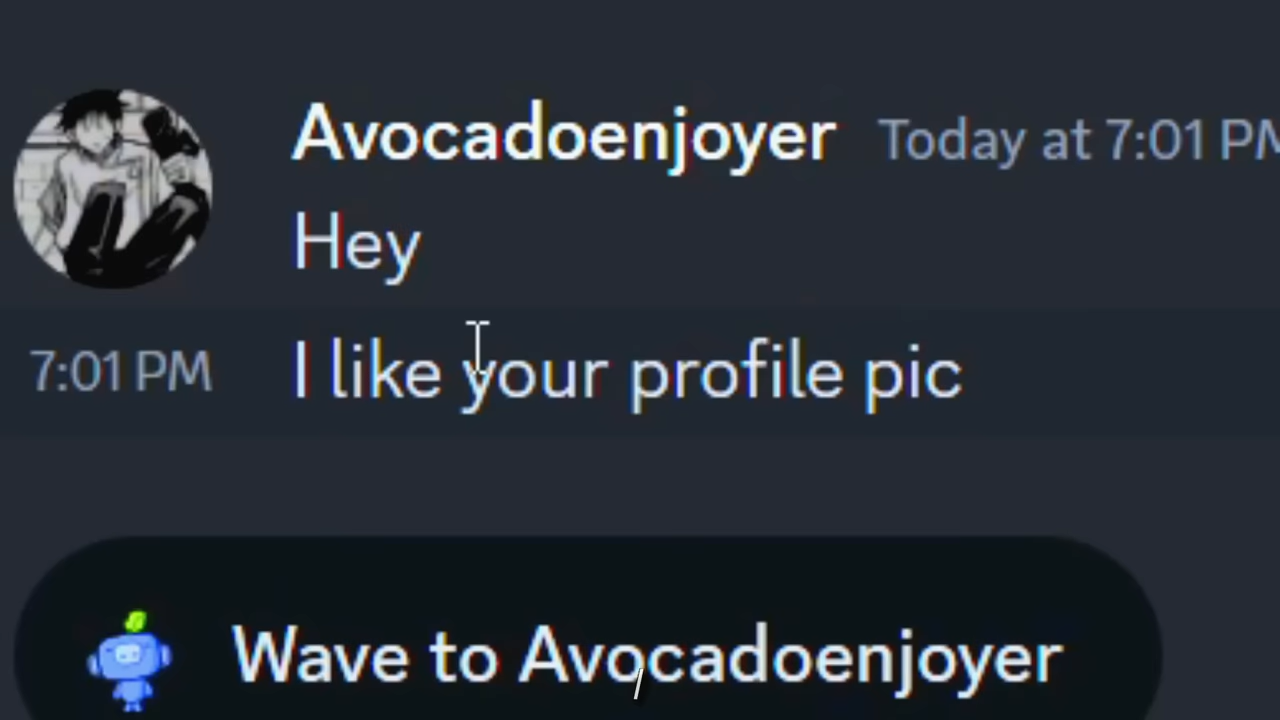 Avocadoenjoyer Today at 7:01 PM
Hey
7:01 PM I like your profile pic
Wave to Avocadoenjoyer
/